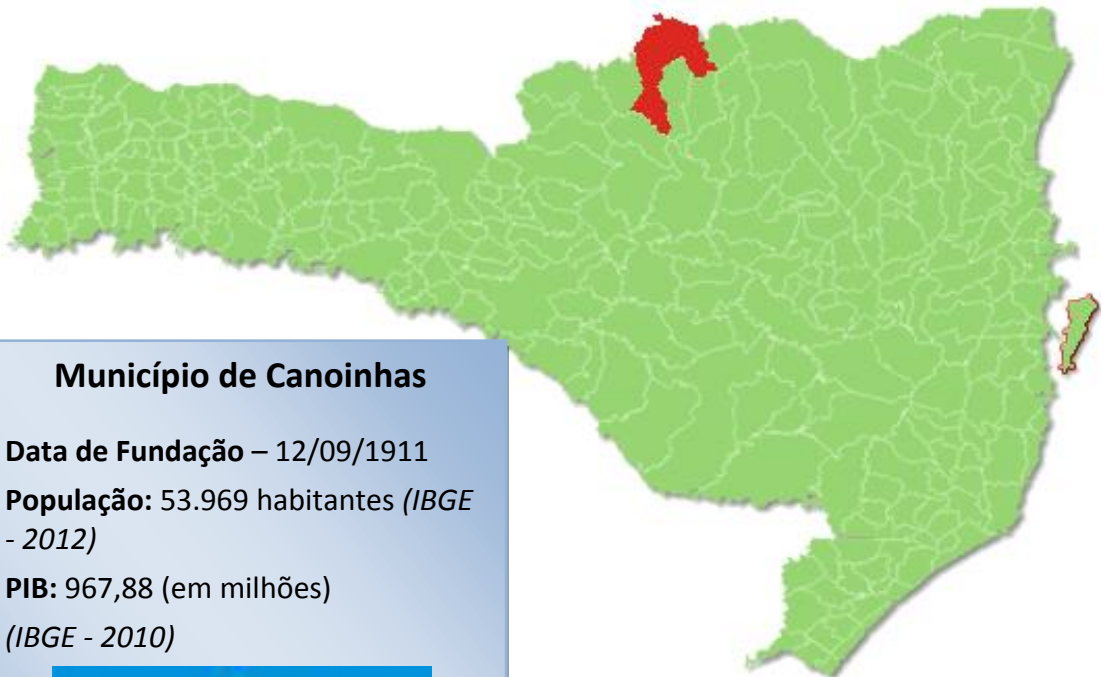 Município de Canoinhas
Data de Fundação – 12/09/1911
População: 53.969 habitantes (IBGE
- 2012)
PIB: 967,88 (em milhões)
(IBGE - 2010)